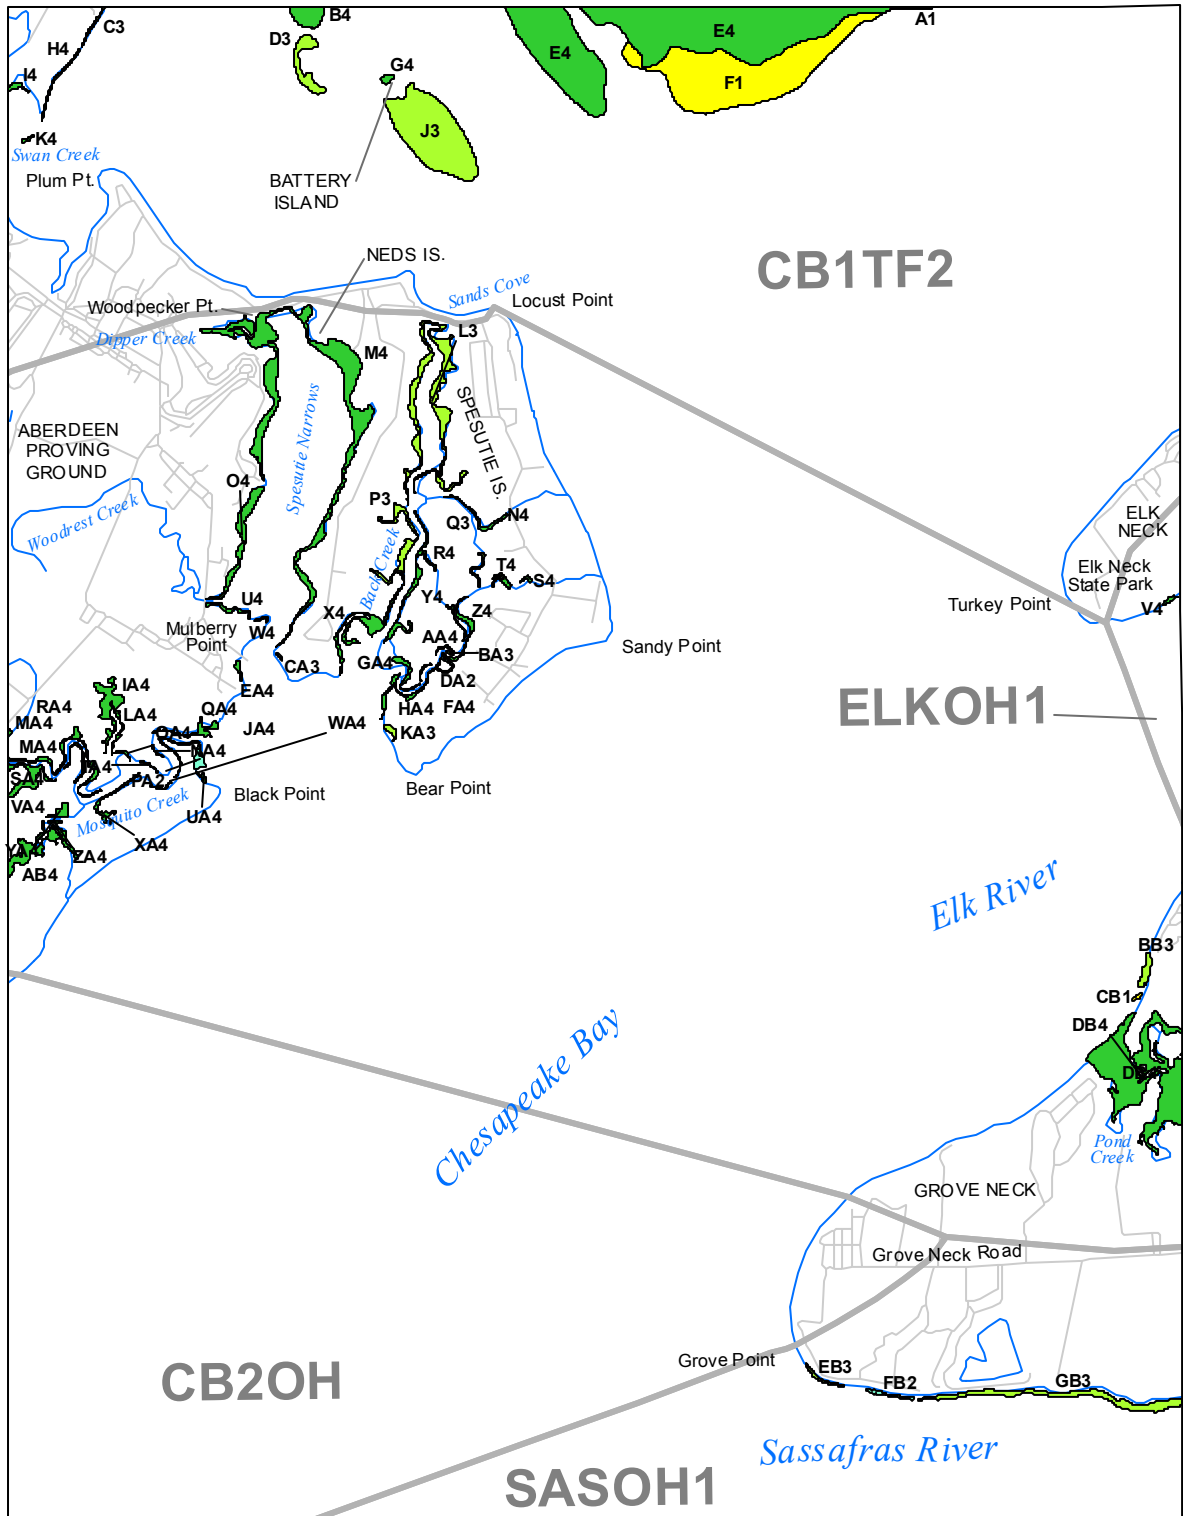 C3
B4
A1
H4
D3
E4
E4
I4
G4
F1
K4
J3
Swan Creek
Plum Pt.
BATTERY
ISLAND
NEDS IS.
CB1TF2
Sands Cove
Locust Point
Woodpecker Pt.
Dipper Creek
L3
M4
SPESUTIE IS.
Spesutie Narrows
ABERDEEN
PROVING
GROUND
O4
P3
Q3
N4
Woodrest Creek
ELK
NECK
R4
T4
S4
Back Creek
Elk Neck
State Park
Turkey Point
V4
U4
X4
Y4
Z4
Mulberry
Point
W4
AA4
BA3
Sandy Point
CA3
GA4
DA2
IA4
EA4
HA4
FA4
RA4
LA4
QA4
JA4
WA4
KA3
ELKOH1
MA4
OA4
MA4
NA4
TA4
SA4
PA2
Bear Point
Black Point
VA4
Mosquito Creek
UA4
XA4
YA4
ZA4
AB4
Elk River
BB3
CB1
DB4
Chesapeake Bay
Pond
Creek
GROVE NECK
Grove Neck Road
Grove Point
EB3
FB2
GB3
CB2OH
Sassafras River
SASOH1